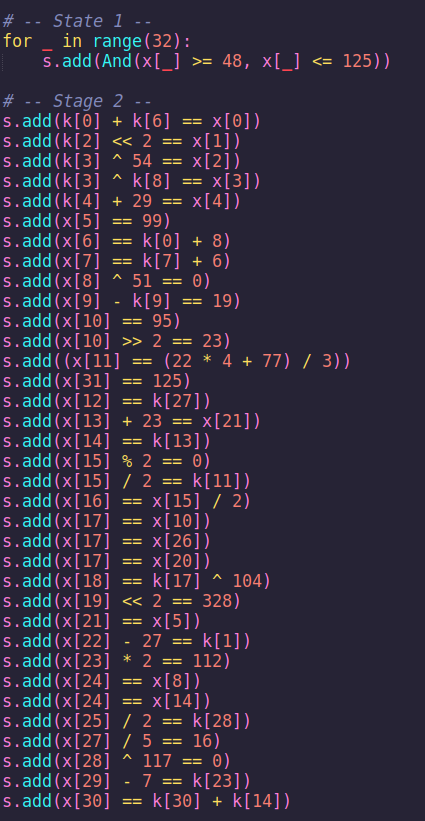 # -- State 1 --
for _ in range(32):
    s.add(And(x[_] >= 48, x[_] <= 125))
# -- Stage 2 --
s.add(k[0] + k[6] == x[0])
s.add(k[2] << 2 == x[1])
s.add(k[3] ^ 54 == x[2])
s.add(k[3] ^ k[8] == x[3])
s.add(k[4] + 29 == x[4])
s.add(x[5] == 99)
s.add(x[6] == k[0] + 8)
s.add(x[7] == k[7] + 6)
s.add(x[8] ^ 51 == 0)
s.add(x[9] - k[9] == 19)
s.add(x[10] == 95)
s.add(x[10] >> 2 == 23)
s.add((x[11] == (22 * 4 + 77) / 3))
s.add(x[31] == 125)
s.add(x[12] == k[27])
s.add(x[13] + 23 == x[21])
s.add(x[14] == k[13])
s.add(x[15] % 2 == 0)
s.add(x[15] / 2 == k[11])
s.add(x[16] == x[15] / 2)
s.add(x[17] == x[10])
s.add(x[17] == x[26])
s.add(x[17] == x[20])
s.add(x[18] == k[17] ^ 104)
s.add(x[19] << 2 == 328)
s.add(x[21] == x[5])
s.add(x[22] - 27 == k[1])
s.add(x[23] * 2 == 112)
s.add(x[24] == x[8])
s.add(x[24] == x[14])
s.add(x[25] / 2 == k[28])
s.add(x[27] / 5 == 16)
s.add(x[28] ^ 117 == 0)
s.add(x[29] - 7 == k[23])
s.add(x[30] == k[30] + k[14])